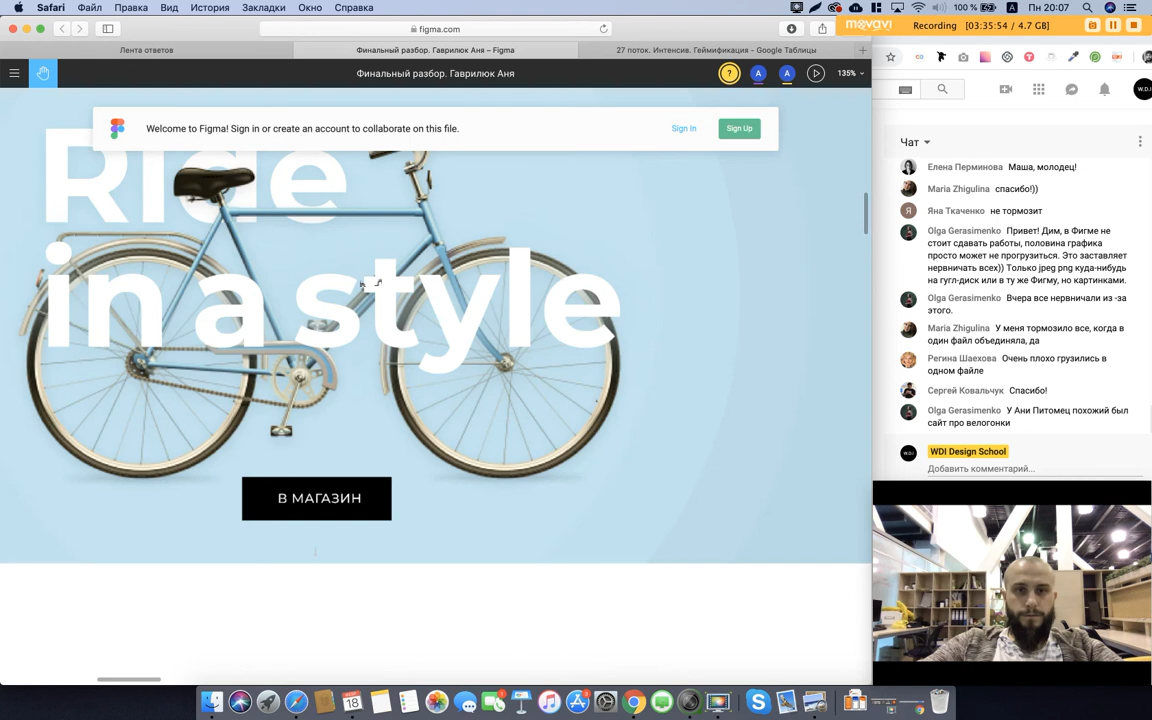 Safari Файл Правка Вид История Закладки Окно Справка 100 % A Пн 20:07
movavi Recording [03:35:54 / 4.7 GB]
figma.com
Лента ответов Финальный разбор. Гаврилюк Аня – Figma 27 поток. Интенсив. Геймификация - Google Таблицы
Финальный разбор. Гаврилюк Аня ? A A 135%
Welcome to Figma! Sign in or create an account to collaborate on this file. Sign in Sign Up
Ride
in a style
В МАГАЗИН
W.D.I
Чат
Елена Перминова Маша, молодец!
Maria Zhigulina спасибо!))
Я Яна Ткаченко не тормозит
Olga Gerasimenko Привет! Дим, в Фигме
не стоит сдавать работы, половина графика
просто может не прогрузиться. Это заставляет
нервничать всех)) Только jpeg png куда-нибудь
на гугл-диск или в ту же Фигму, но картинками.
Olga Gerasimenko Вчера все нервничали из -за
этого.
Maria Zhigulina У меня тормозило все, когда в
один файл объединяла, да
Регина Шаехова Очень плохо грузились в
одном файле
Сергей Ковальчук Спасибо!
Olga Gerasimenko У Ани Питомец похожий был
сайт про велогонки
WDI Design School
Добавить комментарий...
18